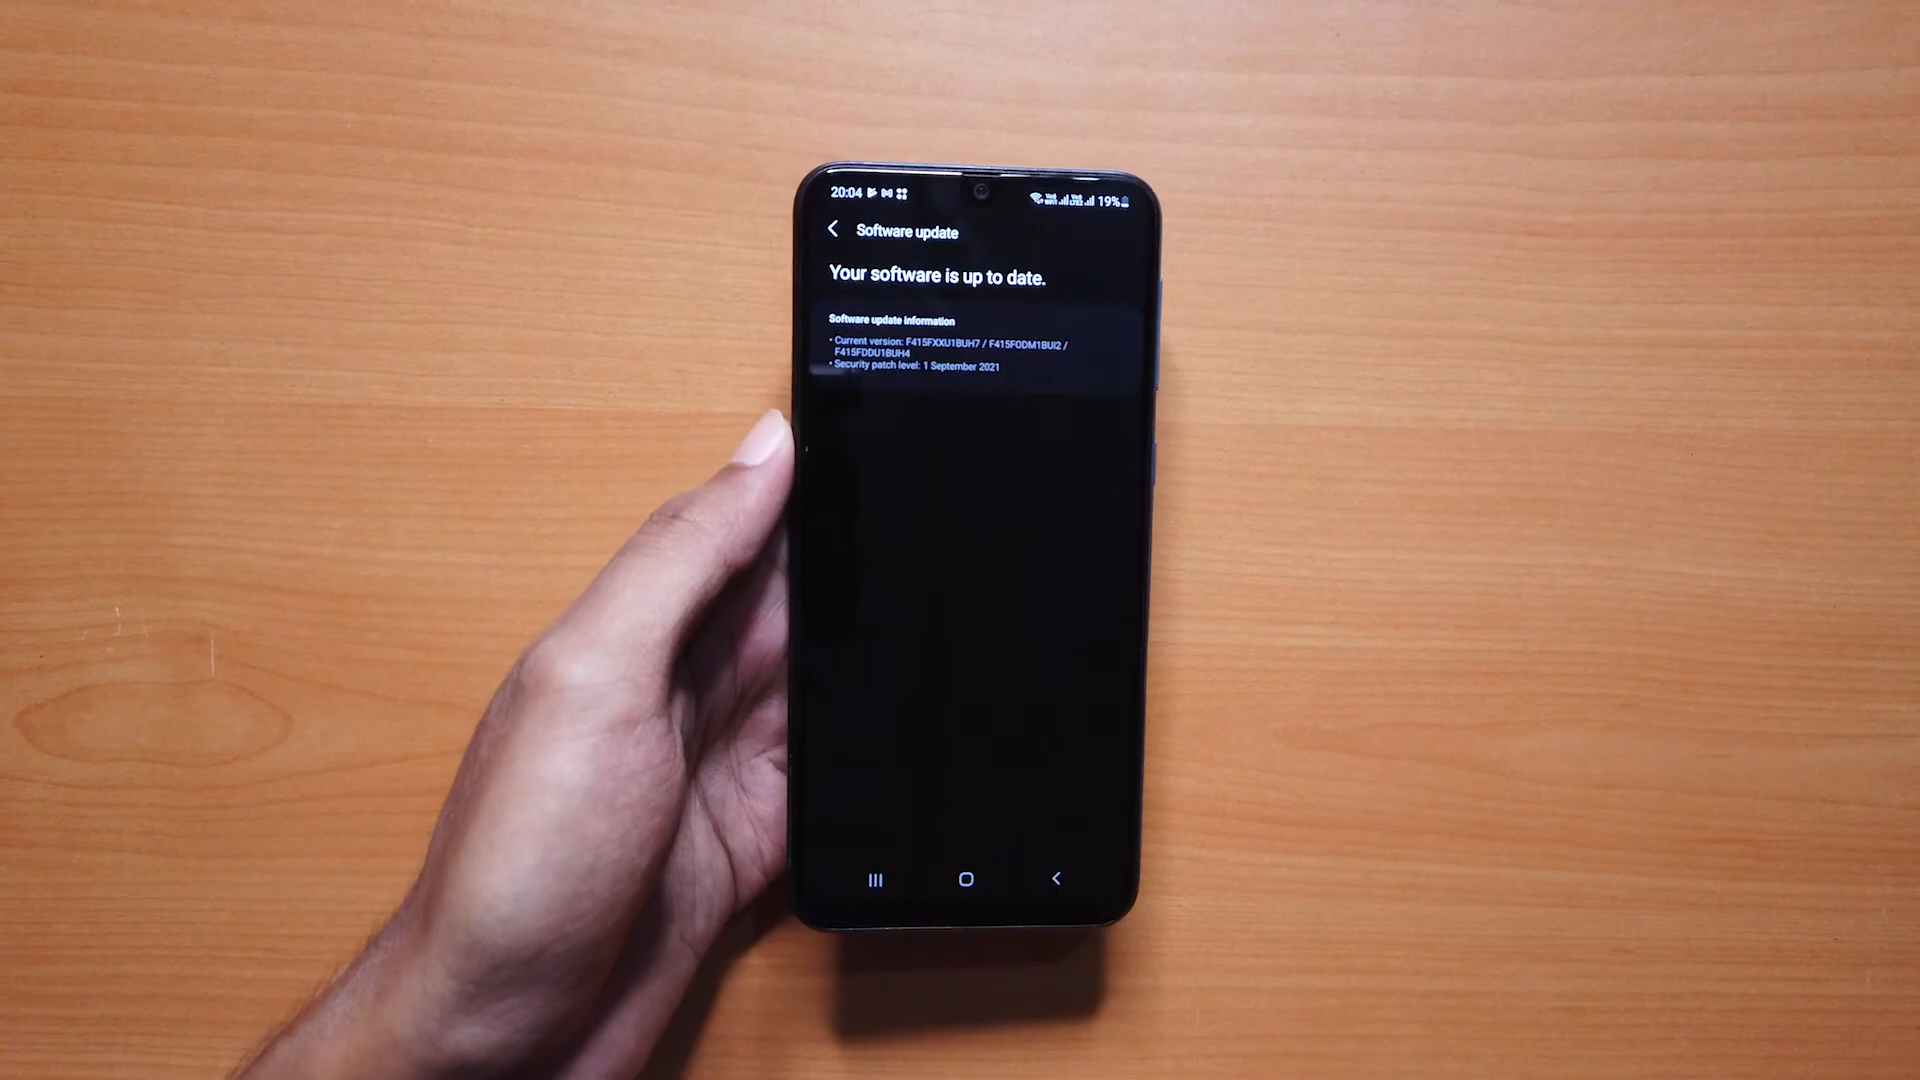 20:04
19%
Software update
Your software is up to date.
Software update information
• Current version: F415FXXU1BUH7 / F415FODM1BUI2 /
F415FDDU1BUH4
• Security patch level: 1 September 2021